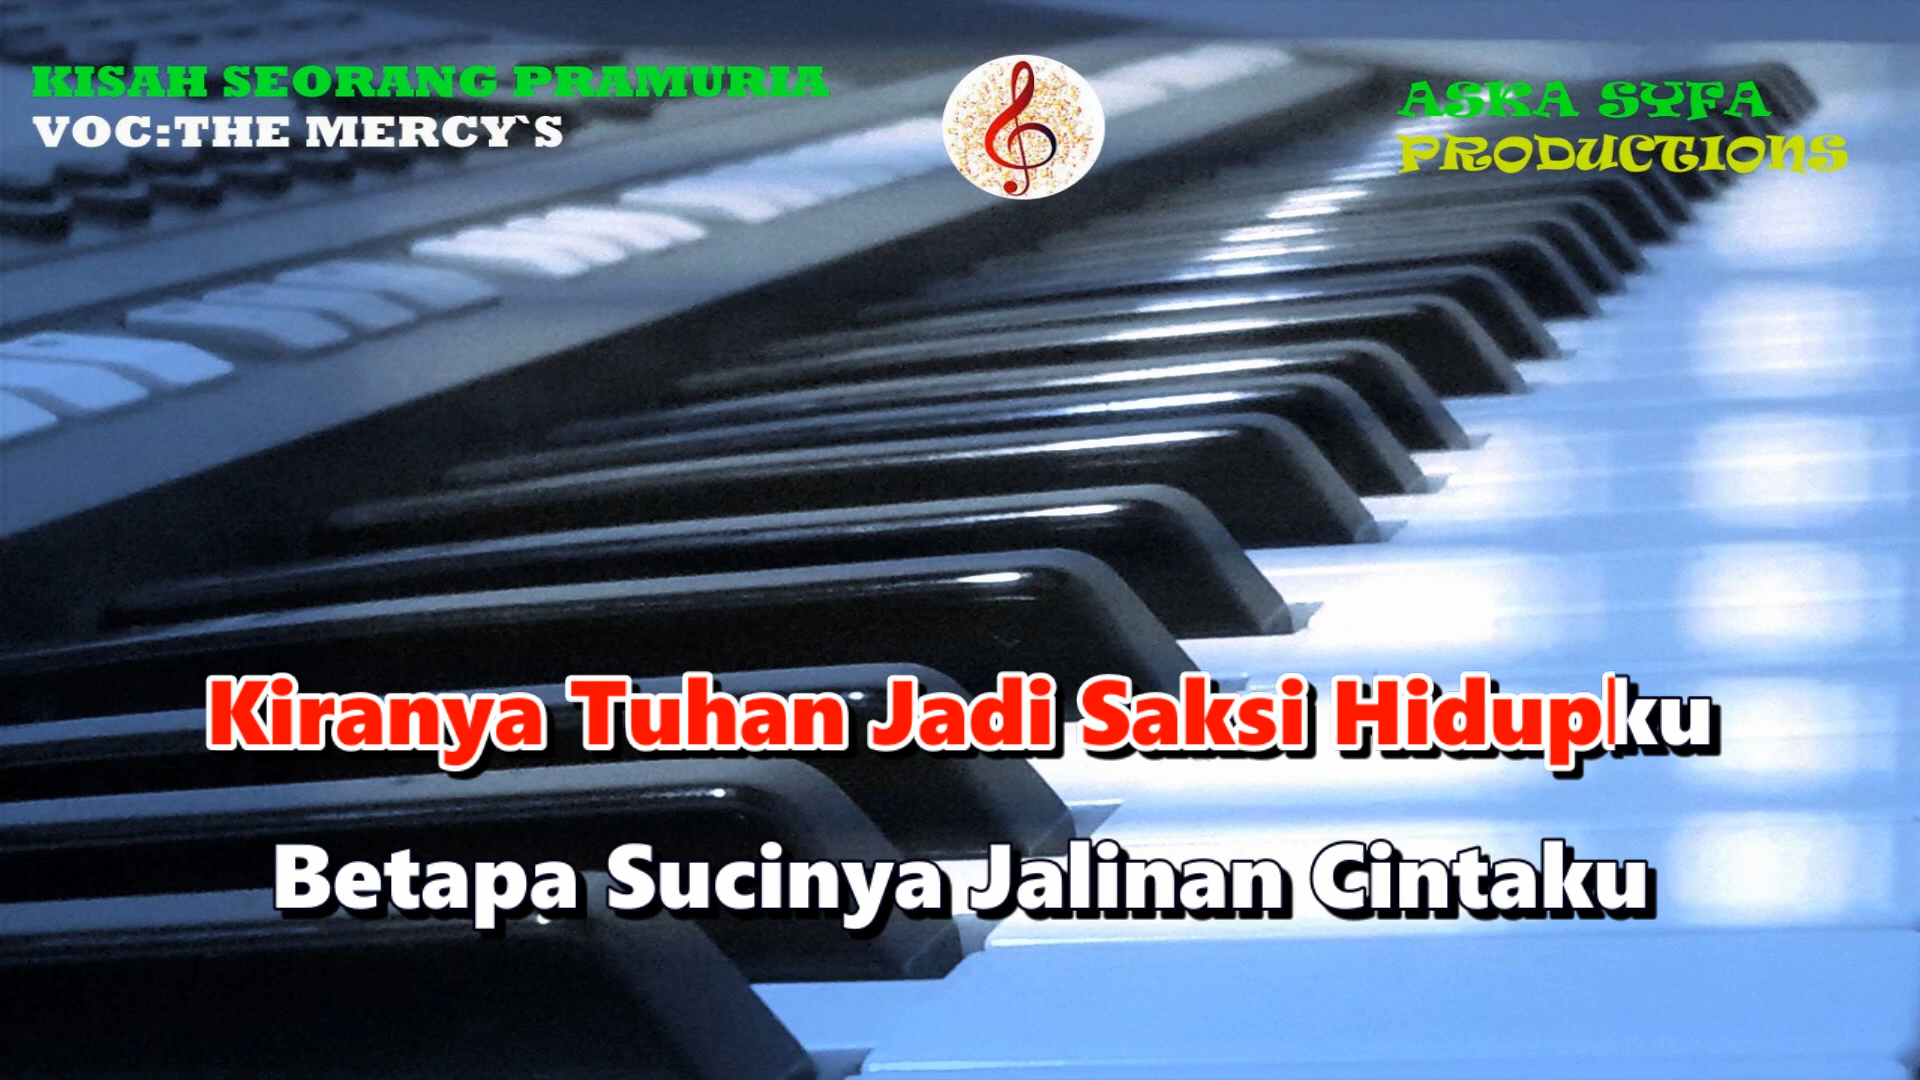 KISAH SEORANG PRAMURIA
VOC:THE MERCY`S
ASKA SYFA
PRODUCTIONS
Kiranya Tuhan Jadi Saksi Hidupku
Betapa Sucinya Jalinan Cintaku